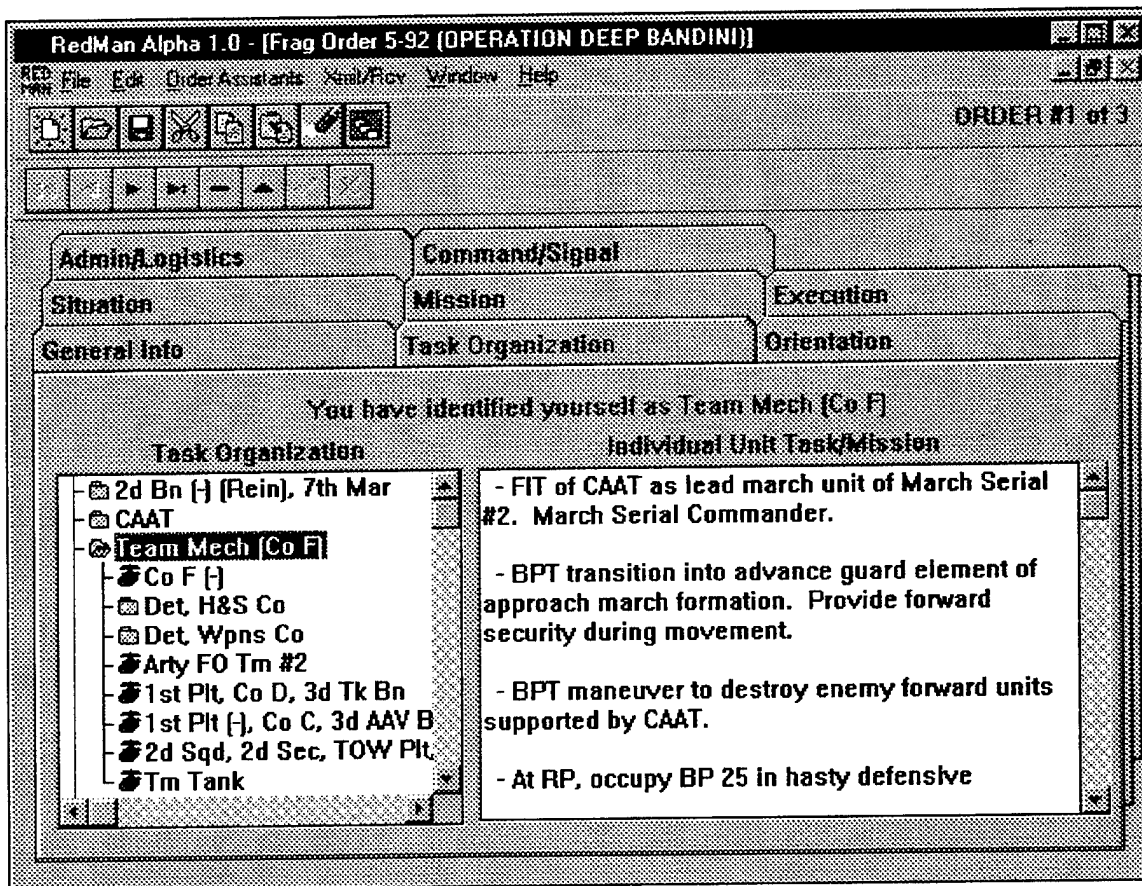 RedMan Alpha 1.0 - [Frag Order 5-92 (OPERATION DEEP BANDINI)]
RED MAN File Edit Order Assistants Xmit/Rcv Window Help
ORDER #1 of 3
Admin/Logistics Command/Signal
Situation Mission Execution
General Info Task Organization Orientation
You have identified yourself as Team Mech (Co F)
Task Organization
2d Bn (-) (Rein), 7th Mar
CAAT
Team Mech (Co F)
Co F (-)
Det, H&S Co
Det, Wpns Co
Arty FO Tm #2
1st Plt, Co D, 3d Tk Bn
1st Plt (-), Co C, 3d AAV B
2d Sqd, 2d Sec, TOW Plt,
Tm Tank
Individual Unit Task/Mission
- FIT of CAAT as lead march unit of March Serial
#2. March Serial Commander.
- BPT transition into advance guard element of
approach march formation. Provide forward
security during movement.
- BPT maneuver to destroy enemy forward units
supported by CAAT.
- At RP, occupy BP 25 in hasty defensive